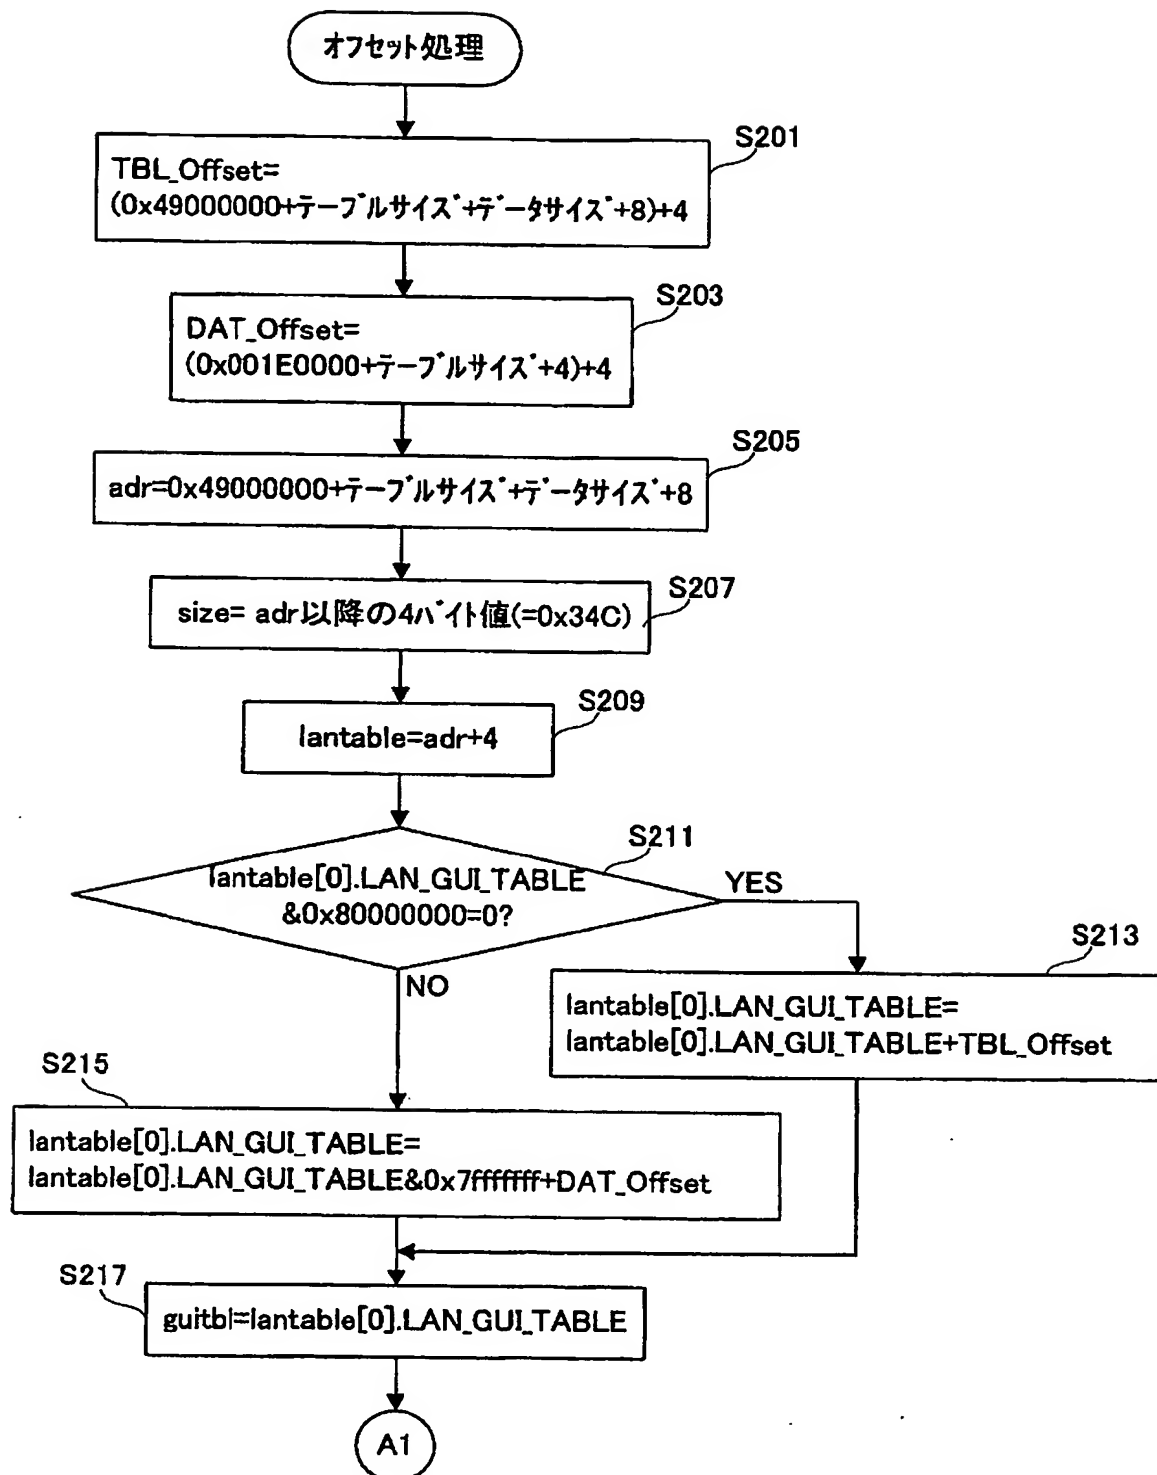 オフセット処理
S201
TBL_Offset=
(0x49000000+テーブルサイズ+データサイズ+8)+4
S203
DAT_Offset=
(0x001E0000+テーブルサイズ+4)+4
S205
adr=0x49000000+テーブルサイズ+データサイズ+8
S207
size= adr以降の4バイト値(=0x34C)
S209
lantable=adr+4
S211
lantable[0].LAN_GUI_TABLE
&0x80000000=0?
YES
NO
S213
lantable[0].LAN_GUI_TABLE=
lantable[0].LAN_GUI_TABLE+TBL_Offset
S215
lantable[0].LAN_GUI_TABLE=
lantable[0].LAN_GUI_TABLE&0x7fffffff+DAT_Offset
S217
guitbl=lantable[0].LAN_GUI_TABLE
A1